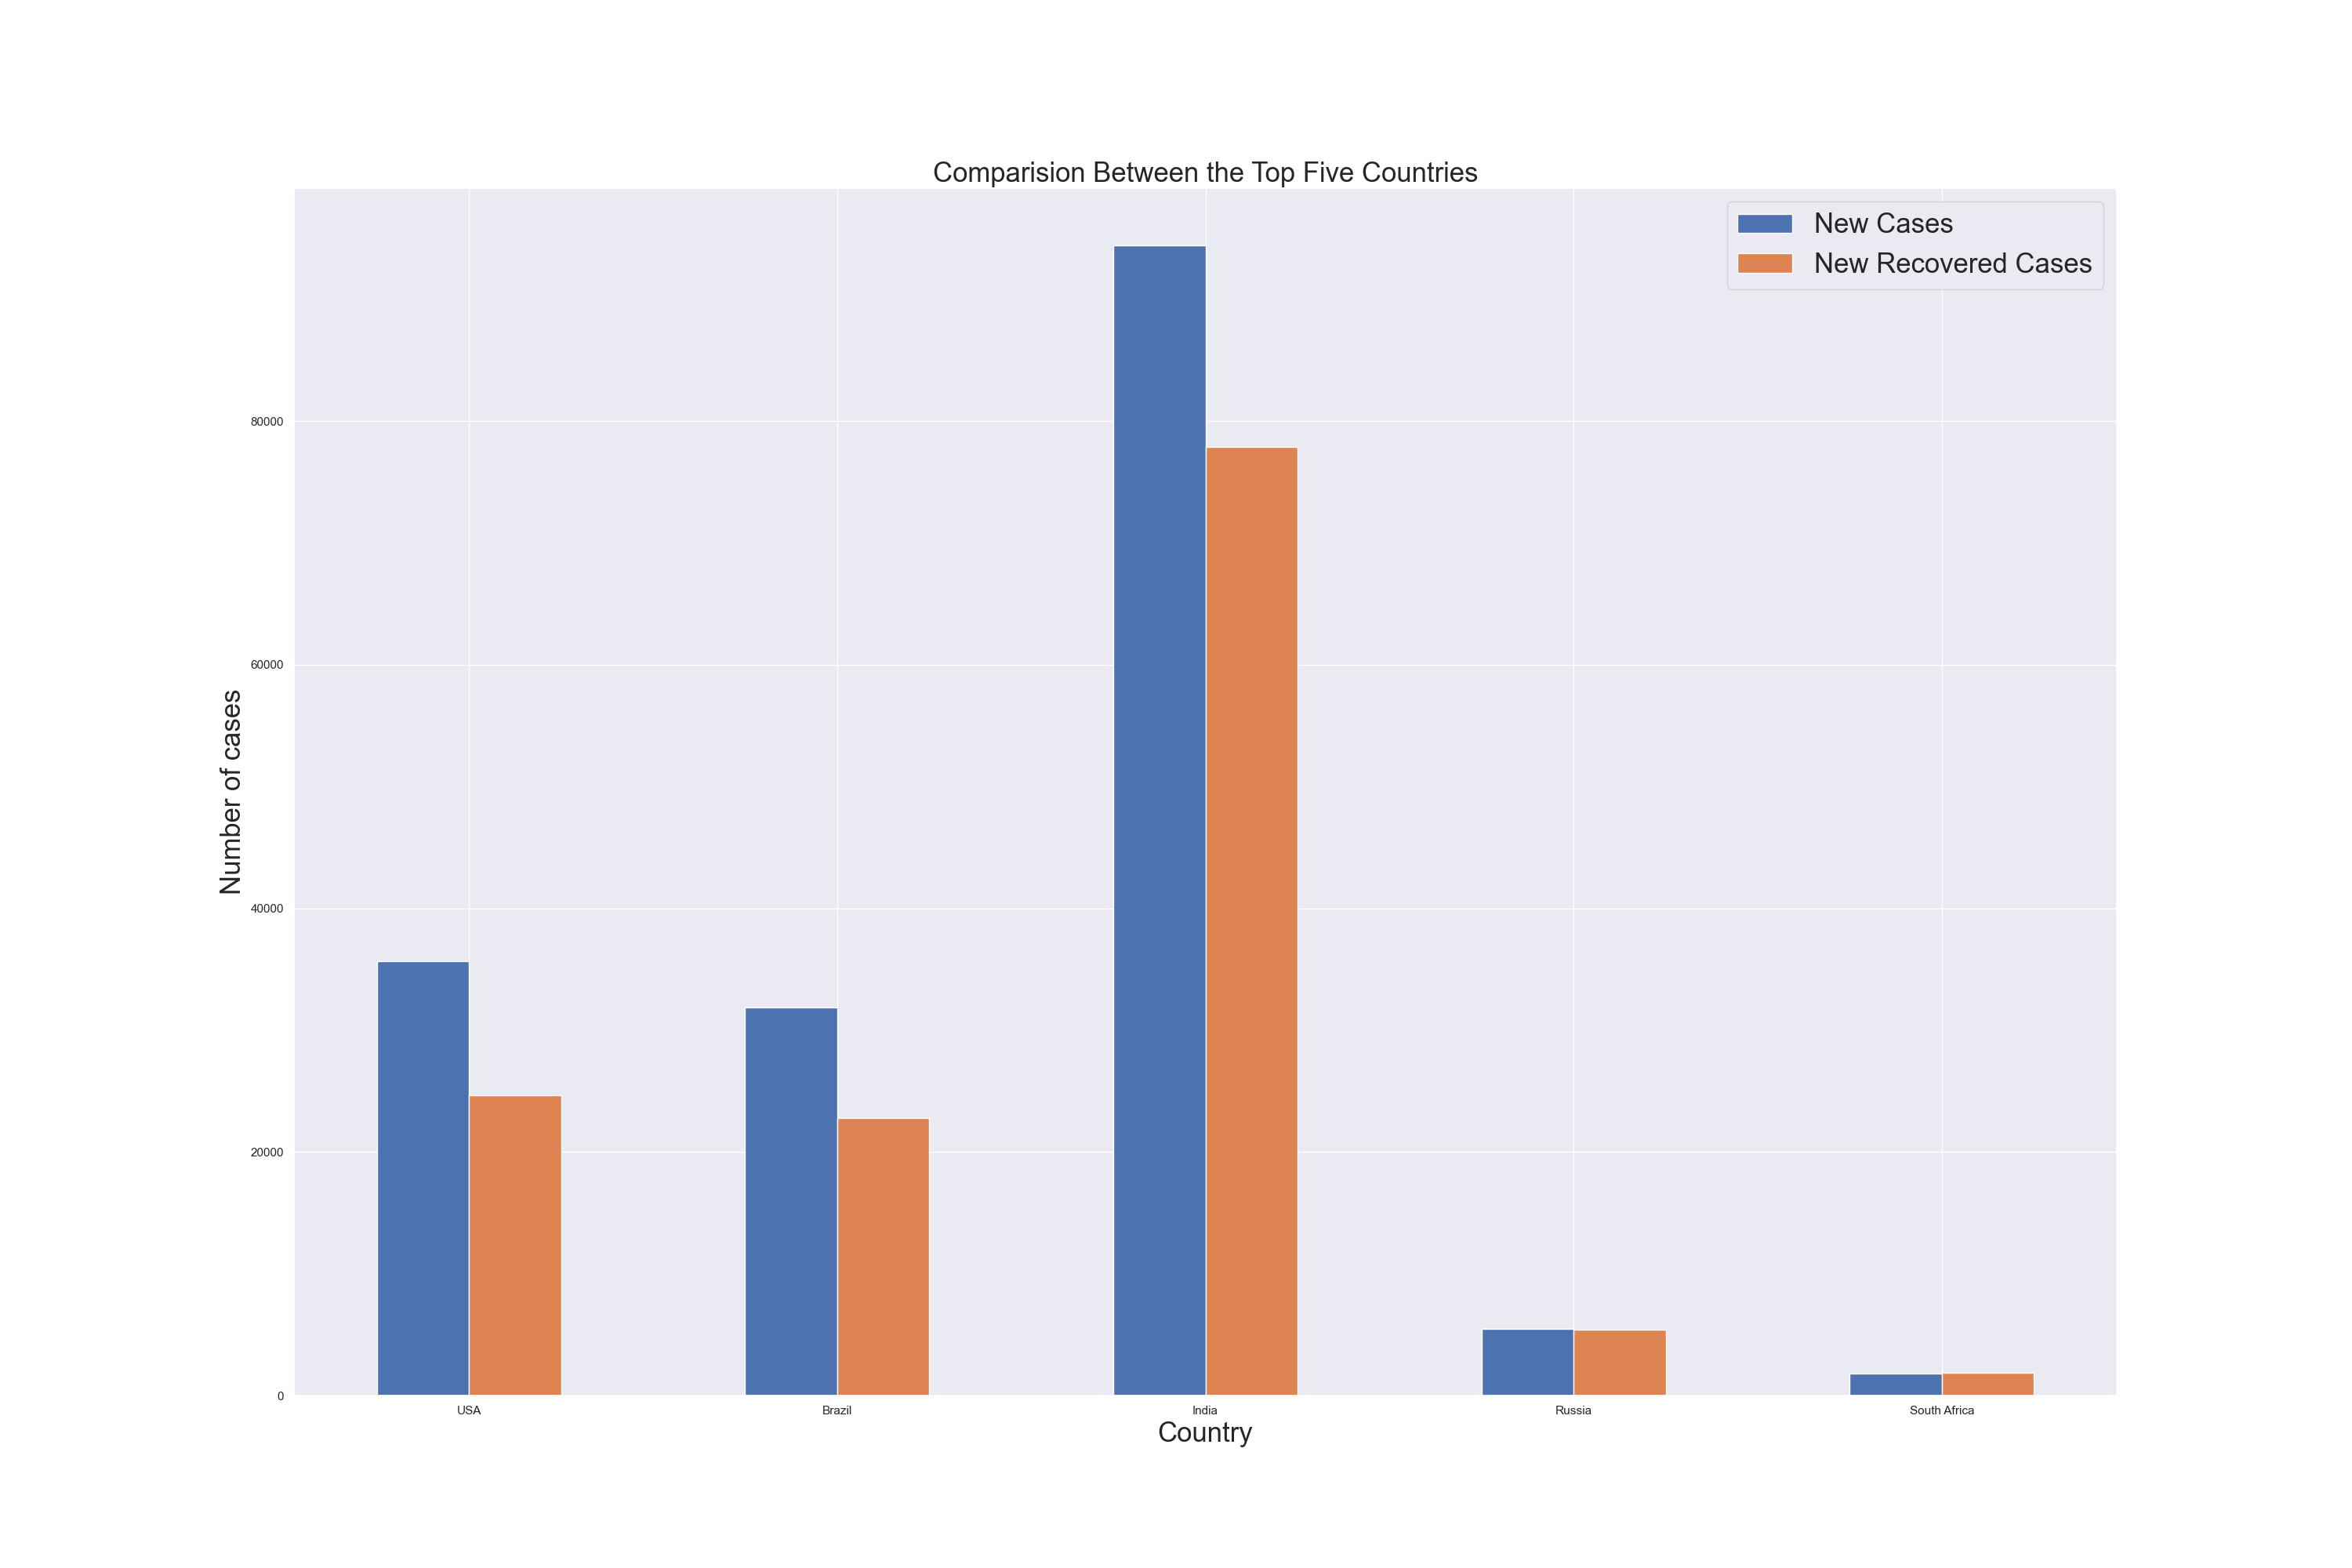 Comparision Between the Top Five Countries
New Cases
New Recovered Cases
80000
60000
40000
20000
0
Number of cases
USA
Brazil
India
Russia
South Africa
Country